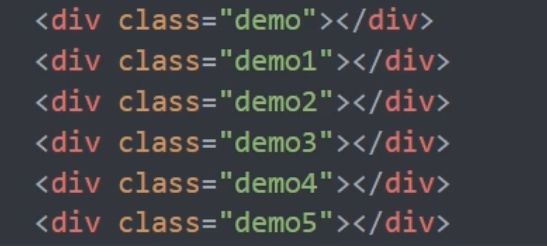 <div class="demo"></div>
<div class="demo1"></div>
<div class="demo2"></div>
<div class="demo3"></div>
<div class="demo4"></div>
<div class="demo5"></div>